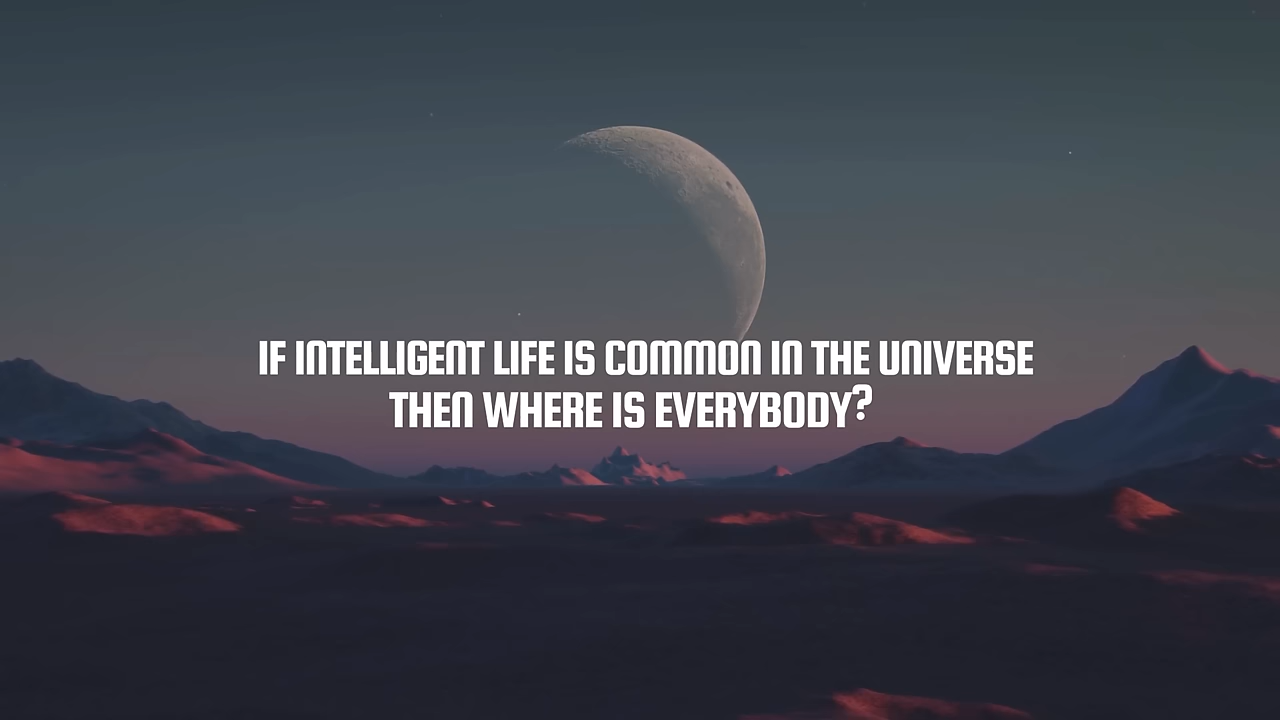 IF INTELLIGENT LIFE IS COMMON IN THE UNIVERSE
THEN WHERE IS EVERYBODY?